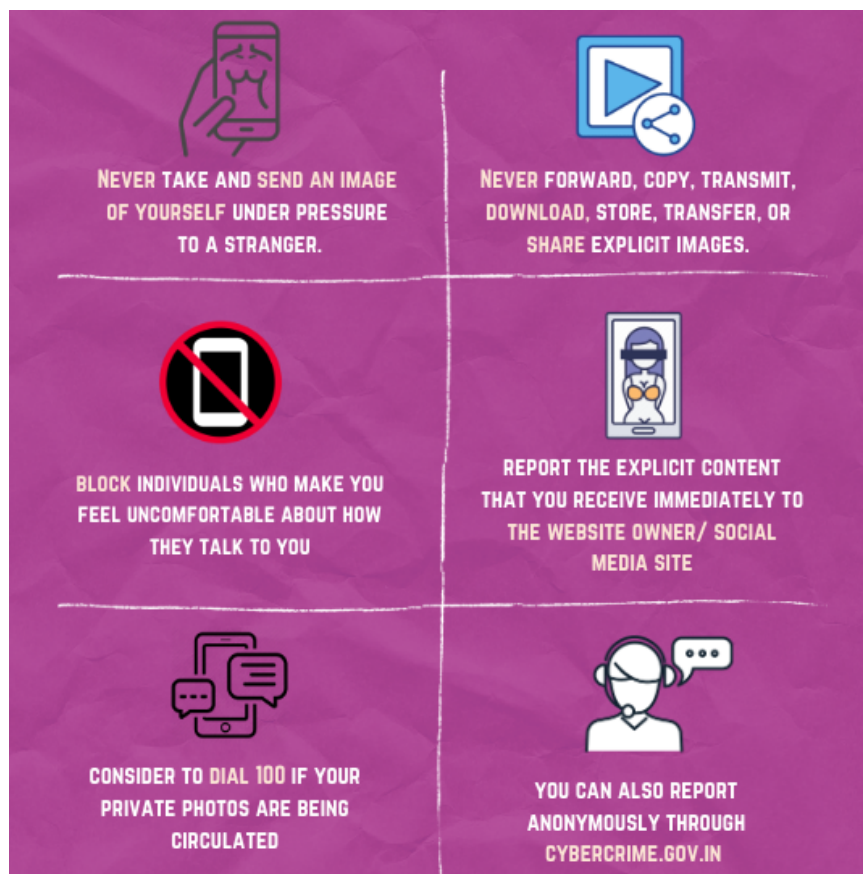 NEVER TAKE AND SEND AN IMAGE
OF YOURSELF UNDER PRESSURE
TO A STRANGER.
NEVER FORWARD, COPY, TRANSMIT,
DOWNLOAD, STORE, TRANSFER, OR
SHARE EXPLICIT IMAGES.
BLOCK INDIVIDUALS WHO MAKE YOU
FEEL UNCOMFORTABLE ABOUT HOW
THEY TALK TO YOU
REPORT THE EXPLICIT CONTENT
THAT YOU RECEIVE IMMEDIATELY TO
THE WEBSITE OWNER/ SOCIAL
MEDIA SITE
CONSIDER TO DIAL 100 IF YOUR
PRIVATE PHOTOS ARE BEING
CIRCULATED
YOU CAN ALSO REPORT
ANONYMOUSLY THROUGH
CYBERCRIME.GOV.IN